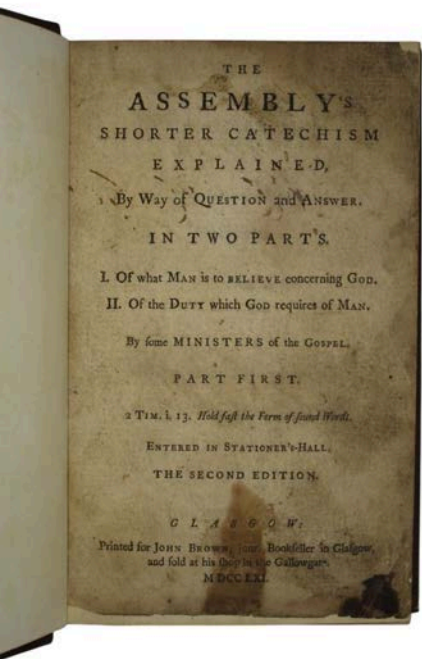 THE
ASSEMBLY's
SHORTER CATECHISM
EXPLAINED,
By Way of QUESTION and ANSWER.
IN TWO PARTS.
I. Of what MAN is to BELIEVE concerning GOD.
II. Of the DUTY which GOD requires of MAN.
By ſome MINISTERS of the GOSPEL.
PART FIRST.
2 TIM. i. 13. Hold faſt the Form of ſound Words.
ENTERED IN STATIONER's-HALL.
THE SECOND EDITION.
GLASGOW:
Printed for JOHN BROWN, Bookſeller in Glaſgow,
and ſold at his ſhop in the Gallowgate.
MDCCLXI.